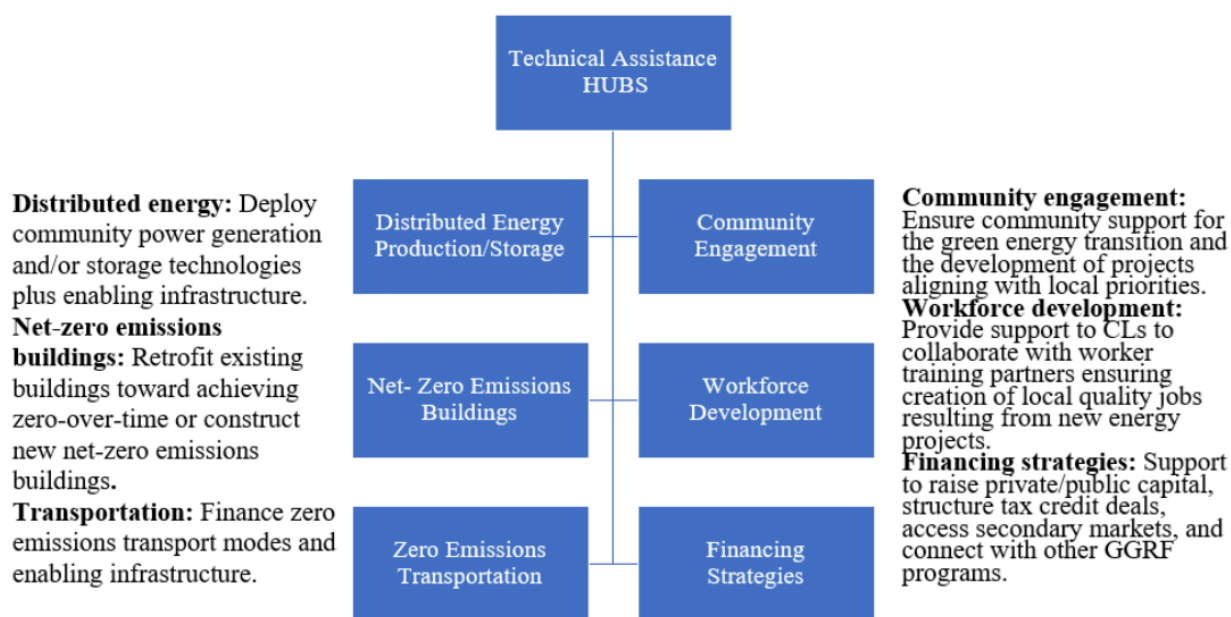 Technical Assistance
HUBS
Distributed energy: Deploy
community power generation
and/or storage technologies
plus enabling infrastructure.
Net-zero emissions
buildings: Retrofit existing
buildings toward achieving
zero-over-time or construct
new net-zero emissions
buildings.
Transportation: Finance zero
emissions transport modes and
enabling infrastructure.
Distributed Energy
Production/Storage
Community
Engagement
Net- Zero Emissions
Buildings
Workforce
Development
Zero Emissions
Transportation
Financing
Strategies
Community engagement:
Ensure community support for
the green energy transition and
the development of projects
aligning with local priorities.
Workforce development:
Provide support to CLs to
collaborate with worker
training partners ensuring
creation of local quality jobs
resulting from new energy
projects.
Financing strategies: Support
to raise private/public capital,
structure tax credit deals,
access secondary markets, and
connect with other GGRF
programs.